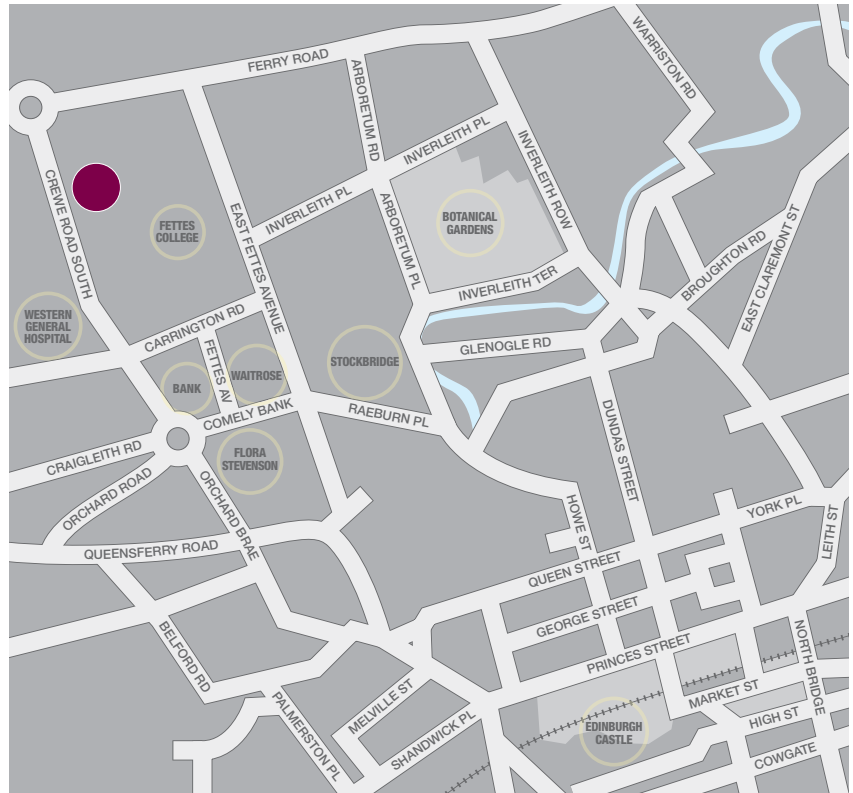 FERRY ROAD
WARRISTON RD
ARBORETUM RD
INVERLEITH PL
INVERLEITH ROW
CREWE ROAD SOUTH
EAST FETTES AVENUE
INVERLEITH PL
ARBORETUM PL
FETTES
COLLEGE
BOTANICAL
GARDENS
BROUGHTON RD
EAST CLAREMONT ST
INVERLEITH TER
WESTERN
GENERAL
HOSPITAL
CARRINGTON RD
FETTES AV
GLENOGLE RD
STOCKBRIDGE
BANK
WAITROSE
COMELY BANK
RAEBURN PL
DUNDAS STREET
CRAIGLEITH RD
FLORA
STEVENSON
ORCHARD ROAD
ORCHARD BRAE
HOWE ST
YORK PL
LEITH ST
QUEENSFERRY ROAD
QUEEN STREET
GEORGE STREET
BELFORD RD
PRINCES STREET
NORTH BRIDGE
MELVILLE ST
PALMERSTON PL
SHANDWICK PL
MARKET ST
HIGH ST
EDINBURGH
CASTLE
COWGATE